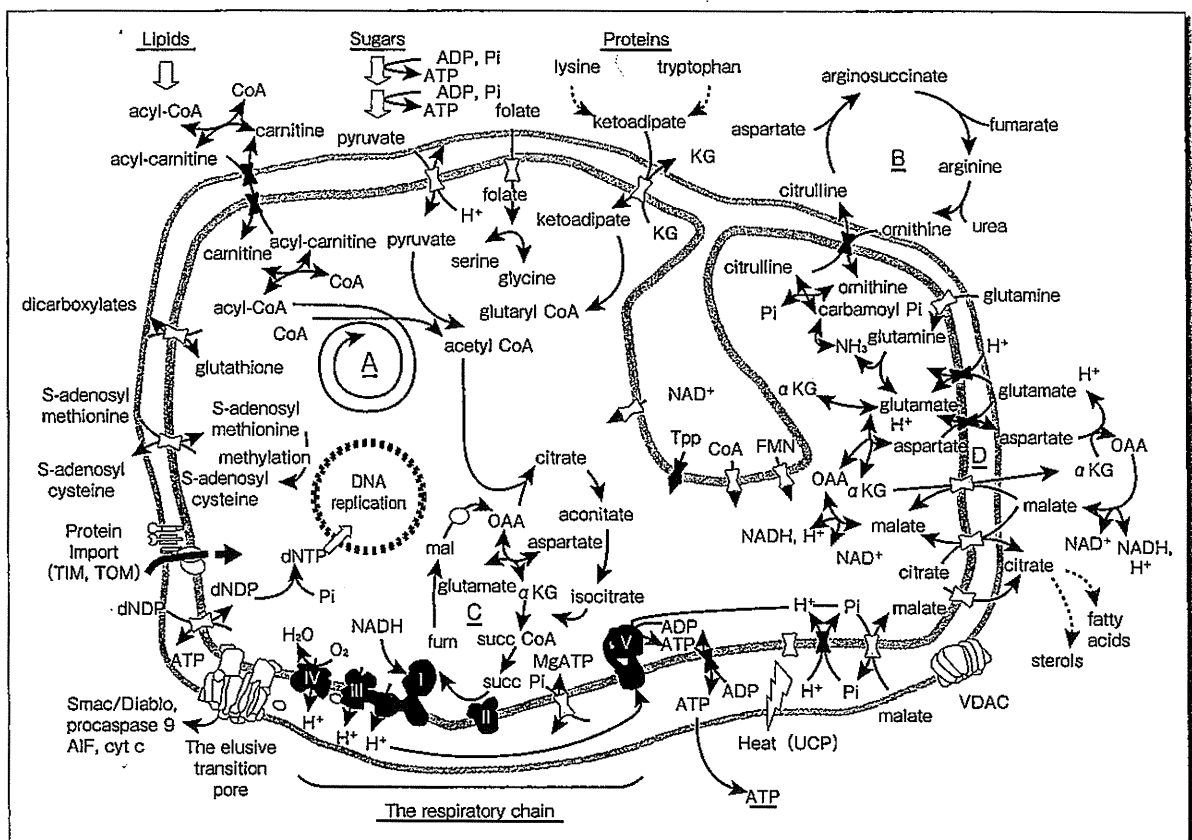 Lipids
Sugars
Proteins
ADP, Pi
ATP
ADP, Pi
ATP
lysine
tryptophan
arginosuccinate
CoA
acyl-CoA
carnitine
acyl-carnitine
pyruvate
folate
ketoadipate
aspartate
fumarate
KG
B
arginine
citrulline
urea
ornithine
folate
H⁺
ketoadipate
KG
carnitine
acyl-carnitine
pyruvate
serine
glycine
CoA
citrulline
ornithine
carbamoyl Pi
Pi
glutamine
dicarboxylates
acyl-CoA
CoA
glutaryl CoA
acetyl CoA
A
NH₃
glutamine
H⁺
glutathione
S-adenosyl
methionine
S-adenosyl
methionine
methylation
S-adenosyl
cysteine
S-adenosyl
cysteine
NAD⁺
α KG
glutamate
H⁺
glutamate
H⁺
aspartate
aspartate
D
OAA
α KG
Tpp
CoA
FMN
OAA
α KG
malate
malate
NADH, H⁺
NAD⁺
NAD⁺
NADH,
H⁺
DNA
replication
citrate
aconitate
OAA
aspartate
mal
glutamate
α KG
isocitrate
C
Protein
Import
(TIM, TOM)
dNTP
dNDP
Pi
dNDP
ATP
citrate
citrate
fatty
acids
sterols
H₂O
O₂
NADH
fum
succ CoA
MgATP
succ
Pi
IV
III
I
II
V
ADP
ATP
H⁺
Pi
malate
H⁺
H⁺
H⁺
ATP
ADP
H⁺
Pi
malate
VDAC
Smac/Diablo,
procaspase 9
AIF, cyt c
The elusive
transition
pore
Heat (UCP)
The respiratory chain
ATP